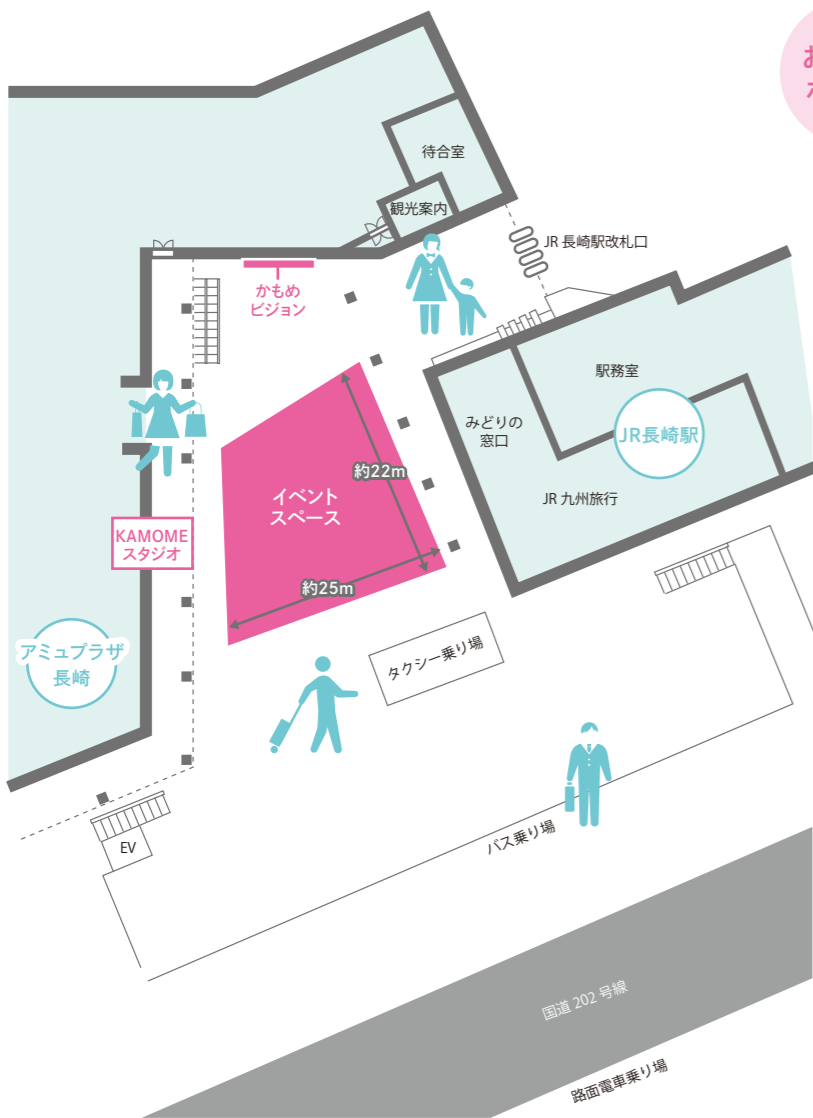 お
待合室
観光案内
JR 長崎駅改札口
かもめ
ビジョン
駅務室
みどりの
窓口
JR長崎駅
JR 九州旅行
約22m
イベント
スペース
KAMOME
スタジオ
約25m
アミュプラザ
長崎
タクシー乗り場
バス乗り場
EV
国道 202 号線
路面電車乗り場